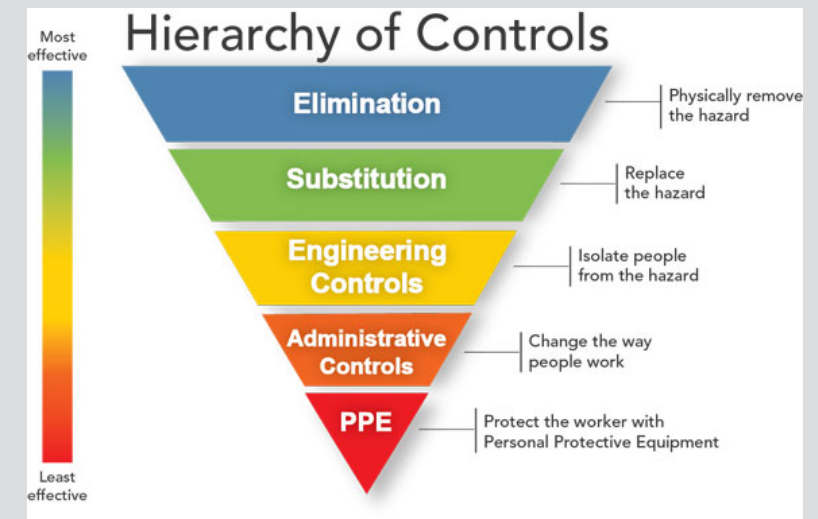 Hierarchy of Controls
Most
effective
Elimination
Physically remove
the hazard
Substitution
Replace
the hazard
Engineering
Controls
Isolate people
from the hazard
Administrative
Controls
Change the way
people work
PPE
Protect the worker with
Personal Protective Equipment
Least
effective